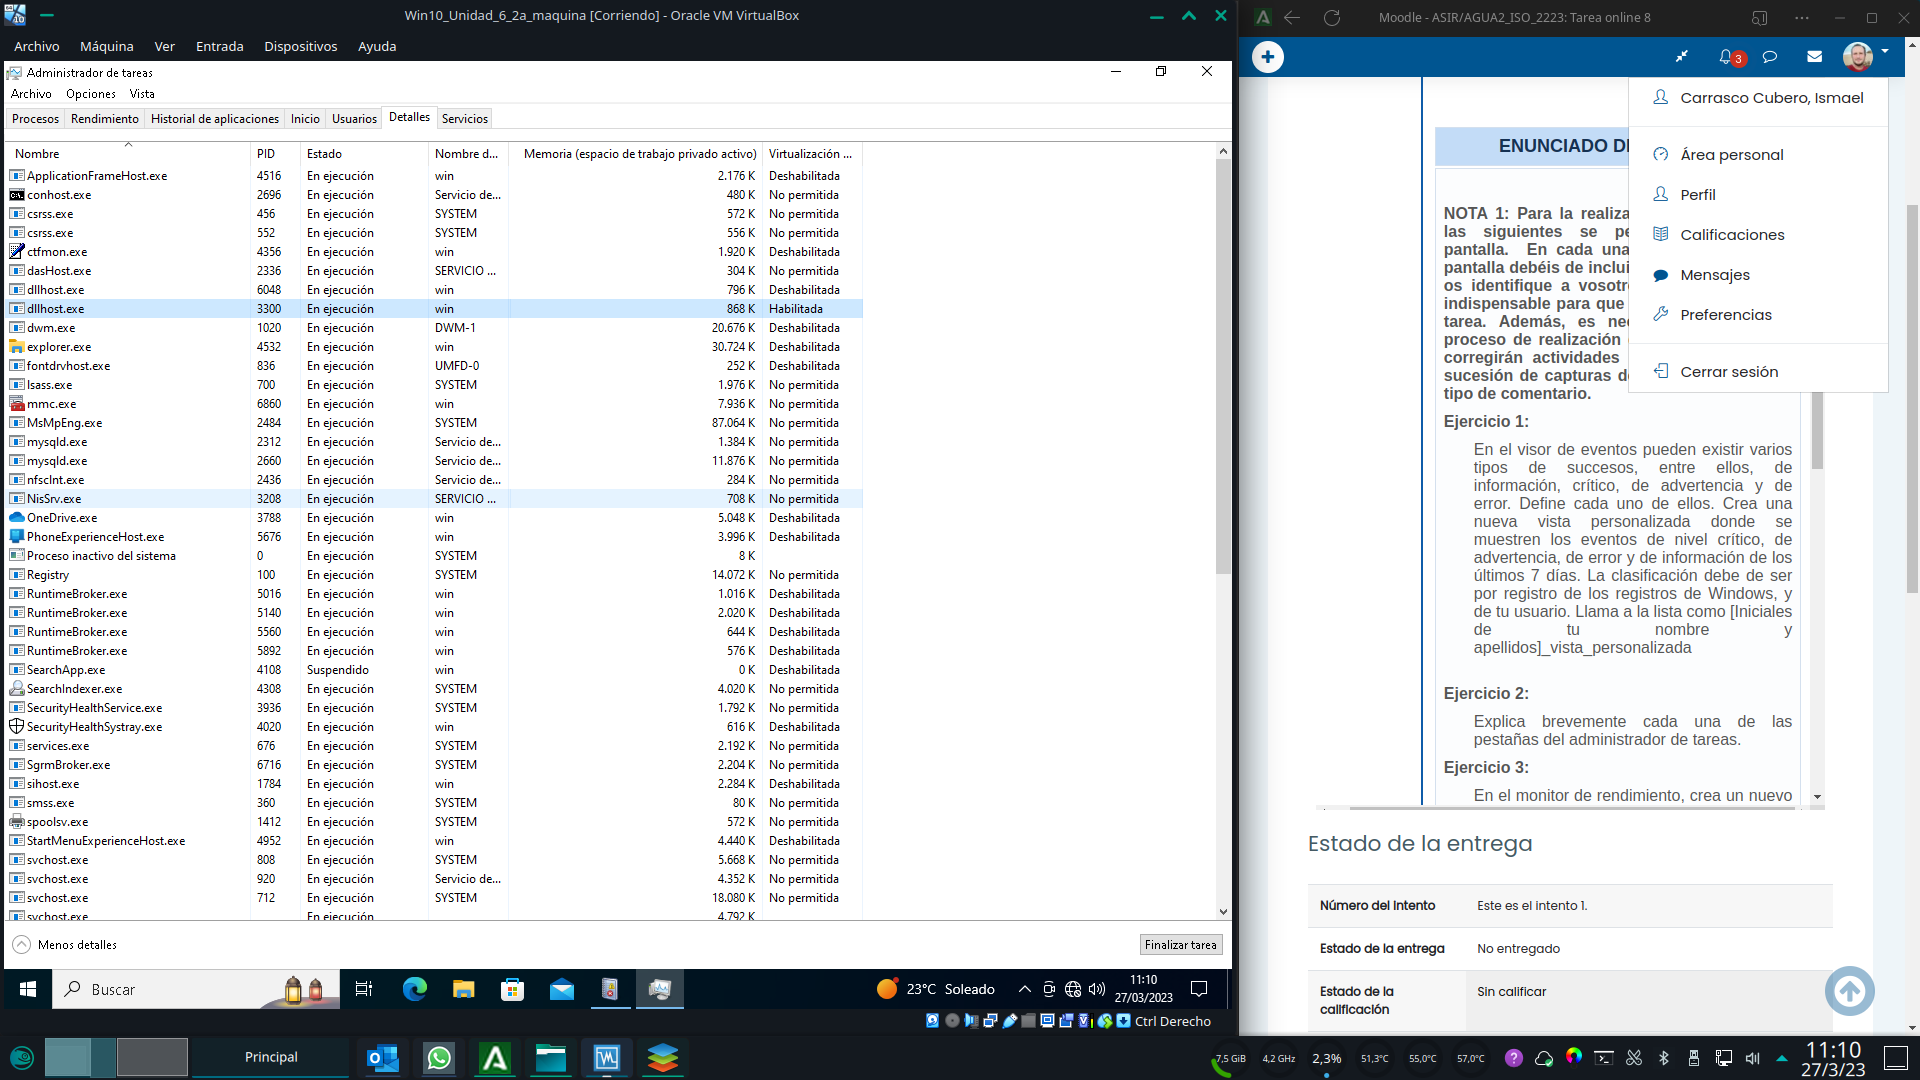 Win10_Unidad_6_2a_maquina [Corriendo] - Oracle VM VirtualBox
Archivo Máquina Ver Entrada Dispositivos Ayuda
Administrador de tareas
Archivo Opciones Vista
Procesos Rendimiento Historial de aplicaciones Inicio Usuarios Detalles Servicios
Nombre PID Estado Nombre d... Memoria (espacio de trabajo privado activo) Virtualización ...
ApplicationFrameHost.exe 4516 En ejecución win 2.176 K Deshabilitada
conhost.exe 2696 En ejecución Servicio de... 480 K No permitida
csrss.exe 456 En ejecución SYSTEM 572 K No permitida
csrss.exe 552 En ejecución SYSTEM 556 K No permitida
ctfmon.exe 4356 En ejecución win 1.920 K Deshabilitada
dasHost.exe 2336 En ejecución SERVICIO ... 304 K No permitida
dllhost.exe 6048 En ejecución win 796 K Deshabilitada
dllhost.exe 3300 En ejecución win 868 K Habilitada
dwm.exe 1020 En ejecución DWM-1 20.676 K Deshabilitada
explorer.exe 4532 En ejecución win 30.724 K Deshabilitada
fontdrvhost.exe 836 En ejecución UMFD-0 252 K Deshabilitada
lsass.exe 700 En ejecución SYSTEM 1.976 K No permitida
mmc.exe 6860 En ejecución win 7.936 K No permitida
MsMpEng.exe 2484 En ejecución SYSTEM 87.064 K No permitida
mysqld.exe 2312 En ejecución Servicio de... 1.384 K No permitida
mysqld.exe 2660 En ejecución Servicio de... 11.876 K No permitida
nfsclnt.exe 2436 En ejecución Servicio de... 284 K No permitida
NisSrv.exe 3208 En ejecución SERVICIO ... 708 K No permitida
OneDrive.exe 3788 En ejecución win 5.048 K Deshabilitada
PhoneExperienceHost.exe 5676 En ejecución win 3.996 K Deshabilitada
Proceso inactivo del sistema 0 En ejecución SYSTEM 8 K
Registry 100 En ejecución SYSTEM 14.072 K No permitida
RuntimeBroker.exe 5016 En ejecución win 1.016 K Deshabilitada
RuntimeBroker.exe 5140 En ejecución win 2.020 K Deshabilitada
RuntimeBroker.exe 5560 En ejecución win 644 K Deshabilitada
RuntimeBroker.exe 5892 En ejecución win 576 K Deshabilitada
SearchApp.exe 4108 Suspendido win 0 K Deshabilitada
SearchIndexer.exe 4308 En ejecución SYSTEM 4.020 K No permitida
SecurityHealthService.exe 3936 En ejecución SYSTEM 1.792 K No permitida
SecurityHealthSystray.exe 4020 En ejecución win 616 K Deshabilitada
services.exe 676 En ejecución SYSTEM 2.192 K No permitida
SgrmBroker.exe 6716 En ejecución SYSTEM 2.204 K No permitida
sihost.exe 1784 En ejecución win 2.284 K Deshabilitada
smss.exe 360 En ejecución SYSTEM 80 K No permitida
spoolsv.exe 1412 En ejecución SYSTEM 572 K No permitida
StartMenuExperienceHost.exe 4952 En ejecución win 4.440 K Deshabilitada
svchost.exe 808 En ejecución SYSTEM 5.668 K No permitida
svchost.exe 920 En ejecución Servicio de... 4.352 K No permitida
svchost.exe 712 En ejecución SYSTEM 18.080 K No permitida
svchost.exe En ejecución 4.792 K
Menos detalles Finalizar tarea
Buscar 23°C Soleado 11:10
27/03/2023
Ctrl Derecho
Moodle - ASIR/AGUA2_ISO_2223: Tarea online 8
3
Carrasco Cubero, Ismael
Área personal
Perfil
Calificaciones
Mensajes
Preferencias
Cerrar sesión
ENUNCIADO
NOTA 1: Para la realiza
las siguientes se
pantalla. En cada una
pantalla debéis de inclui
os identifique a vosotr
indispensable para que
tarea. Además, es
proceso de realización
corregirán actividades
sucesión de capturas
tipo de comentario.
Ejercicio 1:
En el visor de eventos pueden existir varios
tipos de succesos, entre ellos, de
información, crítico, de advertencia y de
error. Define cada uno de ellos. Crea una
nueva vista personalizada donde se
muestren los eventos de nivel crítico, de
advertencia, de error y de información de los
últimos 7 días. La clasificación debe de ser
por registro de los registros de Windows, y
de tu usuario. Llama a la lista como [Iniciales
de tu nombre y
apellidos]_vista_personalizada
Ejercicio 2:
Explica brevemente cada una de las
pestañas del administrador de tareas.
Ejercicio 3:
En el monitor de rendimiento, crea un nuevo
Estado de la entrega
Número del Intento Este es el intento 1.
Estado de la entrega No entregado
Estado de la calificación Sin calificar
Principal 7,5 GiB 4,2 GHz 2,3% 51,3°C 55,0°C 57,0°C 11:10
27/3/23